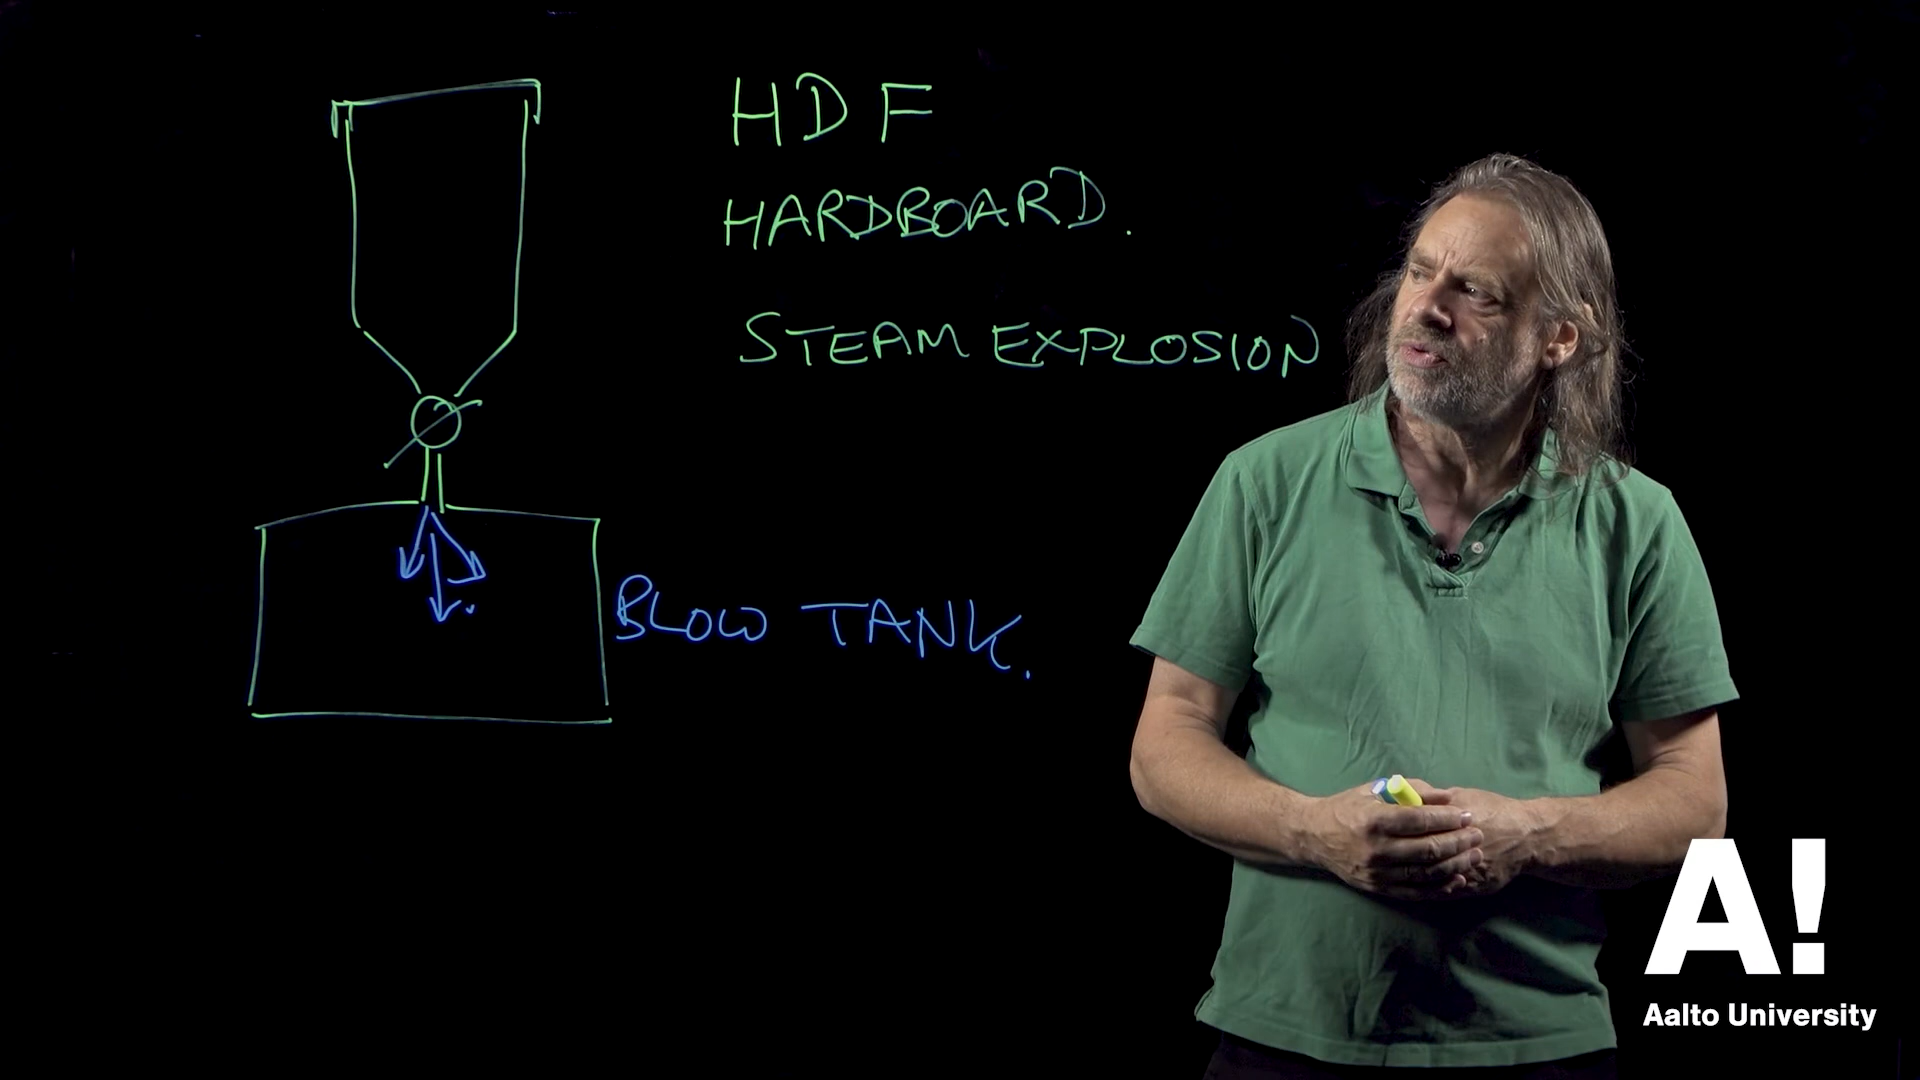 HDF
HARDBOARD.
STEAM EXPLOSION
BLOW TANK.
A!
Aalto University